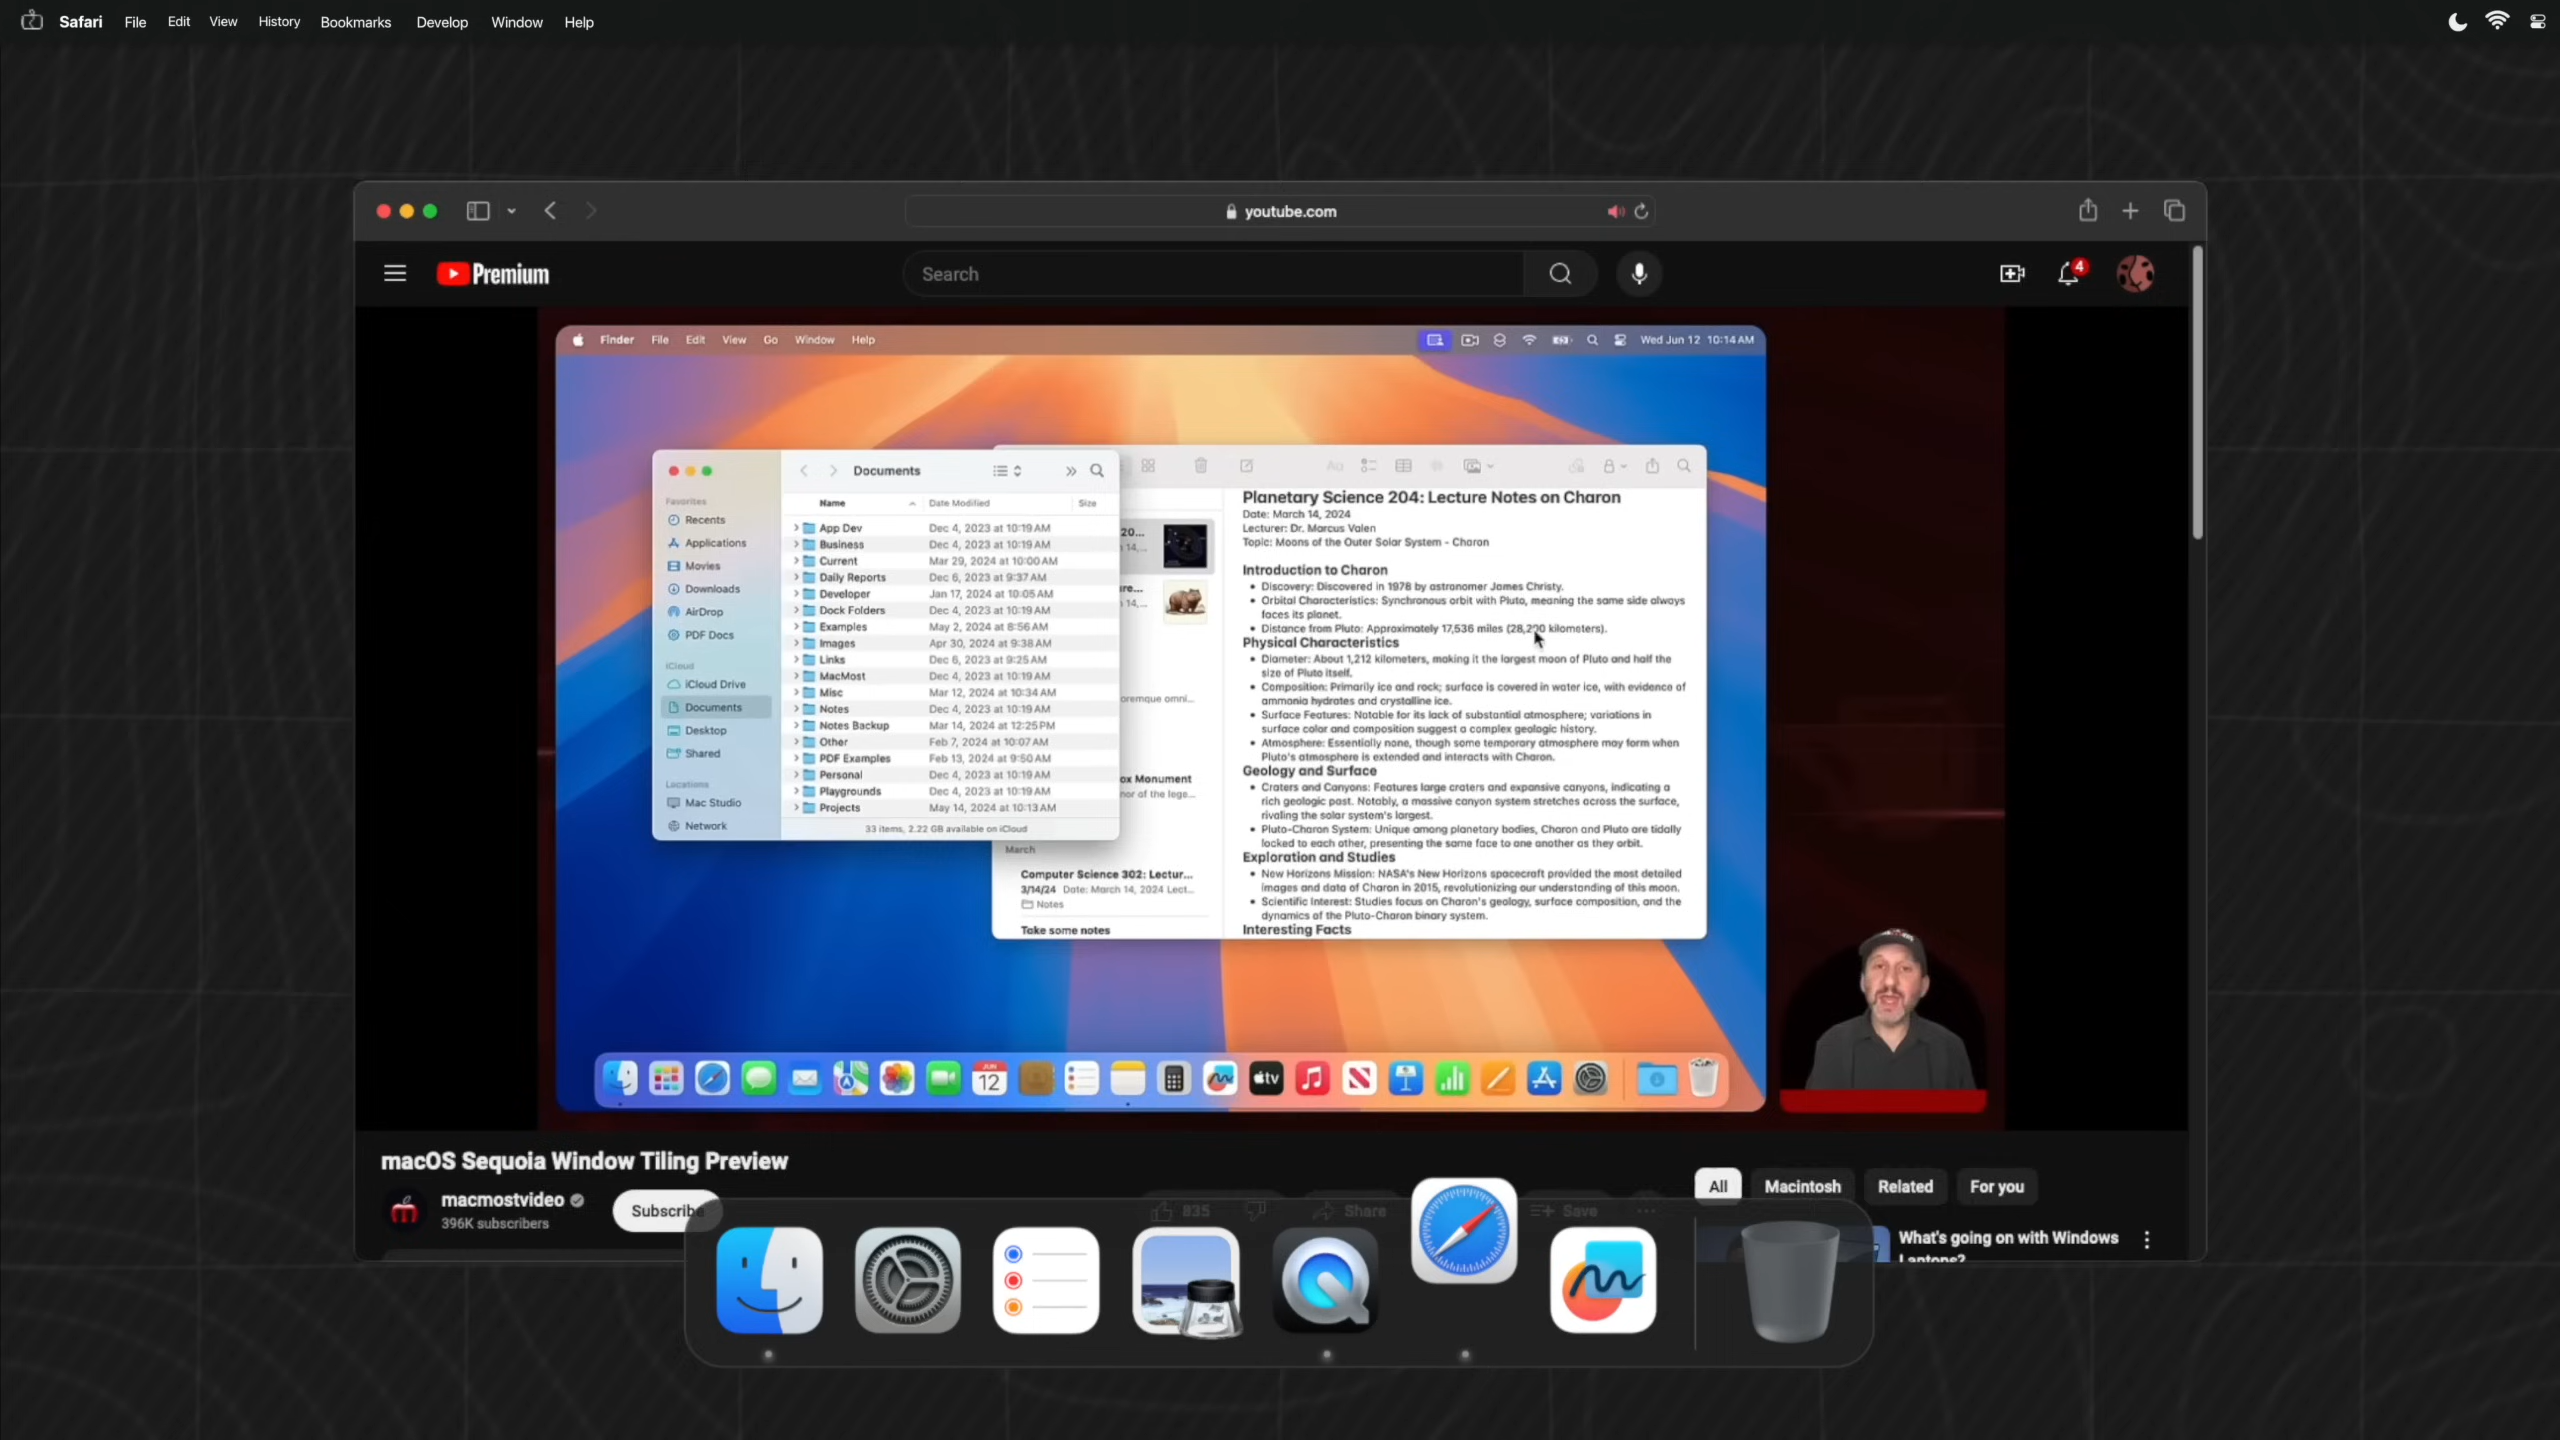 Safari File Edit View History Bookmarks Develop Window Help
youtube.com
Premium
Search
4
Finder File Edit View Go Window Help
Wed Jun 12 10:14 AM
Documents
Favorites
Recents
Applications
Movies
Downloads
AirDrop
PDF Docs
iCloud
iCloud Drive
Documents
Desktop
Shared
Locations
Mac Studio
Network
Name Date Modified Size
App Dev Dec 4, 2023 at 10:19 AM
Business Dec 4, 2023 at 10:19 AM
Current Mar 29, 2024 at 10:00 AM
Daily Reports Dec 6, 2023 at 9:37 AM
Developer Jan 17, 2024 at 10:05 AM
Dock Folders Dec 4, 2023 at 10:19 AM
Examples May 2, 2024 at 8:56 AM
Images Apr 30, 2024 at 9:38 AM
Links Dec 6, 2023 at 9:25 AM
MacMost Dec 4, 2023 at 10:19 AM
Misc Mar 12, 2024 at 10:34 AM
Notes Dec 4, 2023 at 10:19 AM
Notes Backup Mar 14, 2024 at 12:25 PM
Other Feb 7, 2024 at 10:07 AM
PDF Examples Feb 13, 2024 at 9:50 AM
Personal Dec 4, 2023 at 10:19 AM
Playgrounds Dec 4, 2023 at 10:19 AM
Projects May 14, 2024 at 10:13 AM
33 items, 2.22 GB available on iCloud
20...
14,...
re...
14,...
oremque omni...
ox Monument
nor of the lege...
March
Computer Science 302: Lectur...
3/14/24 Date: March 14, 2024 Lect...
Notes
Take some notes
Aa
Planetary Science 204: Lecture Notes on Charon
Date: March 14, 2024
Lecturer: Dr. Marcus Valen
Topic: Moons of the Outer Solar System - Charon
Introduction to Charon
• Discovery: Discovered in 1978 by astronomer James Christy.
• Orbital Characteristics: Synchronous orbit with Pluto, meaning the same side always
faces its planet.
• Distance from Pluto: Approximately 17,536 miles kilometers).
Physical Characteristics
• Diameter: About 1,212 kilometers, making it the largest moon of Pluto and half the
size of Pluto itself.
• Composition: Primarily ice and rock; surface is covered in water ice, with evidence of
ammonia hydrates and crystalline ice.
• Surface Features: Notable for its lack of substantial atmosphere; variations in
surface color and composition suggest a complex geologic history.
• Atmosphere: Essentially none, though some temporary atmosphere may form when
Pluto's atmosphere is extended and interacts with Charon.
Geology and Surface
• Craters and Canyons: Features large craters and expansive canyons, indicating a
rich geologic past. Notably, a massive canyon system stretches across the surface,
rivaling the solar system's largest.
• Pluto-Charon System: Unique among planetary bodies, Charon and Pluto are tidally
locked to each other, presenting the same face to one another as they orbit.
Exploration and Studies
• New Horizons Mission: NASA's New Horizons spacecraft provided the most detailed
images and data of Charon in 2015, revolutionizing our understanding of this moon.
• Scientific Interest: Studies focus on Charon's geology, surface composition, and the
dynamics of the Pluto-Charon binary system.
Interesting Facts
JUN
12
tv
macOS Sequoia Window Tiling Preview
macmostvideo
396K subscribers
Subscribe
835
Share
Save
All Macintosh Related For you
What's going on with Windows
Laptops?